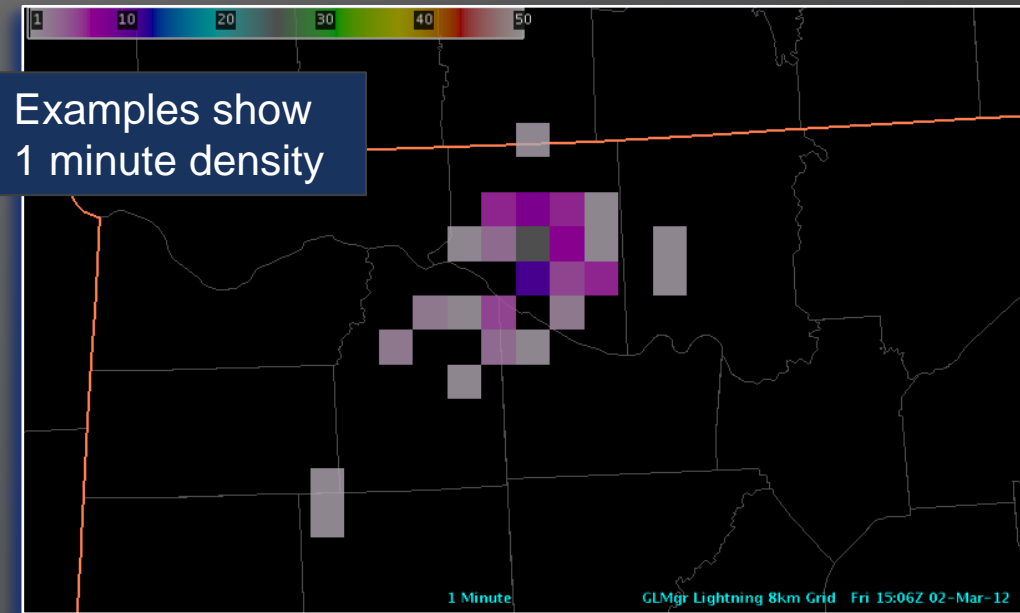 1 10 20 30 40 50
Examples show
1 minute density
1 Minute GLMgr Lightning 8km Grid Fri 15:06Z 02-Mar-12